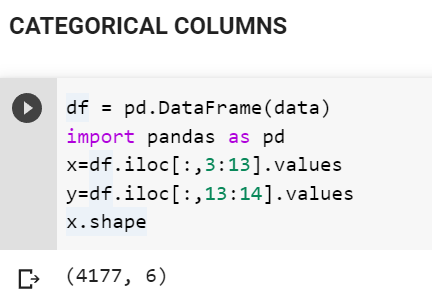 CATEGORICAL COLUMNS
df = pd.DataFrame(data)
import pandas as pd
x=df.iloc[:,3:13].values
y=df.iloc[:,13:14].values
x.shape
(4177, 6)